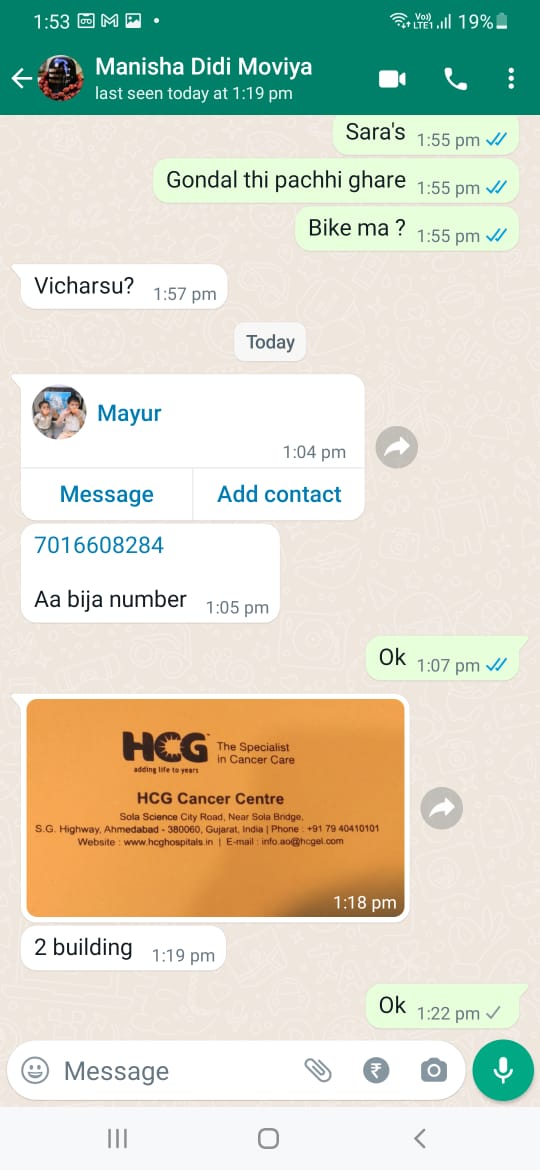 1:53
VoD LTE1 19%
Manisha Didi Moviya
last seen today at 1:19 pm
Sara's 1:55 pm
Gondal thi pachhi ghare 1:55 pm
Bike ma ? 1:55 pm
Vicharsu? 1:57 pm
Today
Mayur
1:04 pm
Message Add contact
7016608284
Aa bija number 1:05 pm
Ok 1:07 pm
HCG The Specialist
in Cancer Care
adding life to years
HCG Cancer Centre
Sola Science City Road, Near Sola Bridge,
S.G. Highway, Ahmedabad - 380060, Gujarat, India | Phone : +91 79 40410101
Website : www.hcghospitals.in | E-mail : info.ao@hcgel.com
1:18 pm
2 building 1:19 pm
Ok 1:22 pm
Message